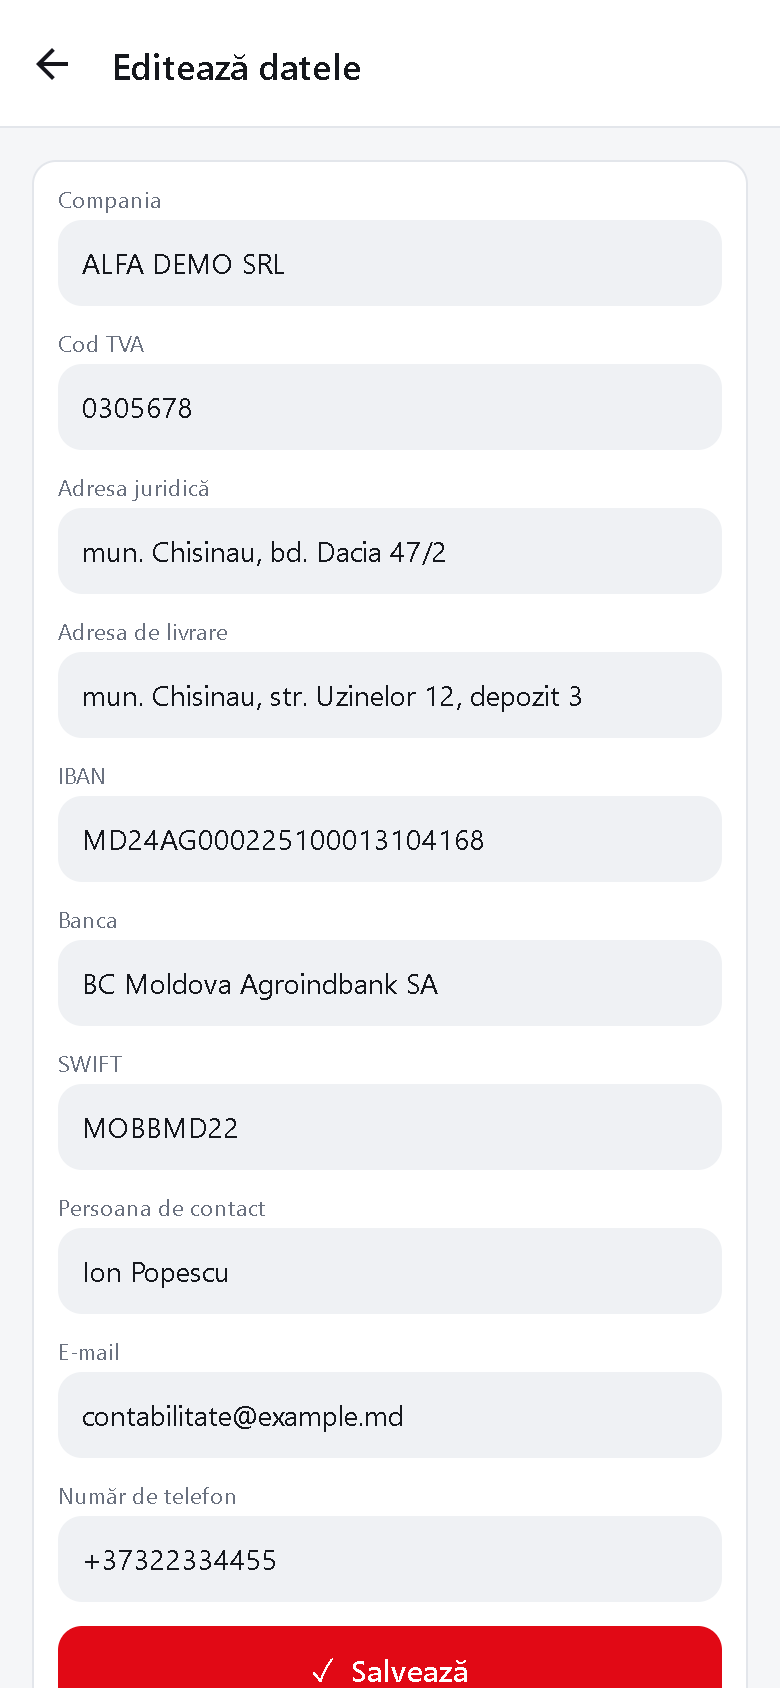 Editează datele
Compania
ALFA DEMO SRL
Cod TVA
0305678
Adresa juridică
mun. Chisinau, bd. Dacia 47/2
Adresa de livrare
mun. Chisinau, str. Uzinelor 12, depozit 3
IBAN
MD24AG000225100013104168
Banca
BC Moldova Agroindbank SA
SWIFT
MOBBMD22
Persoana de contact
Ion Popescu
E-mail
contabilitate@example.md
Număr de telefon
+37322334455
✓ Salvează